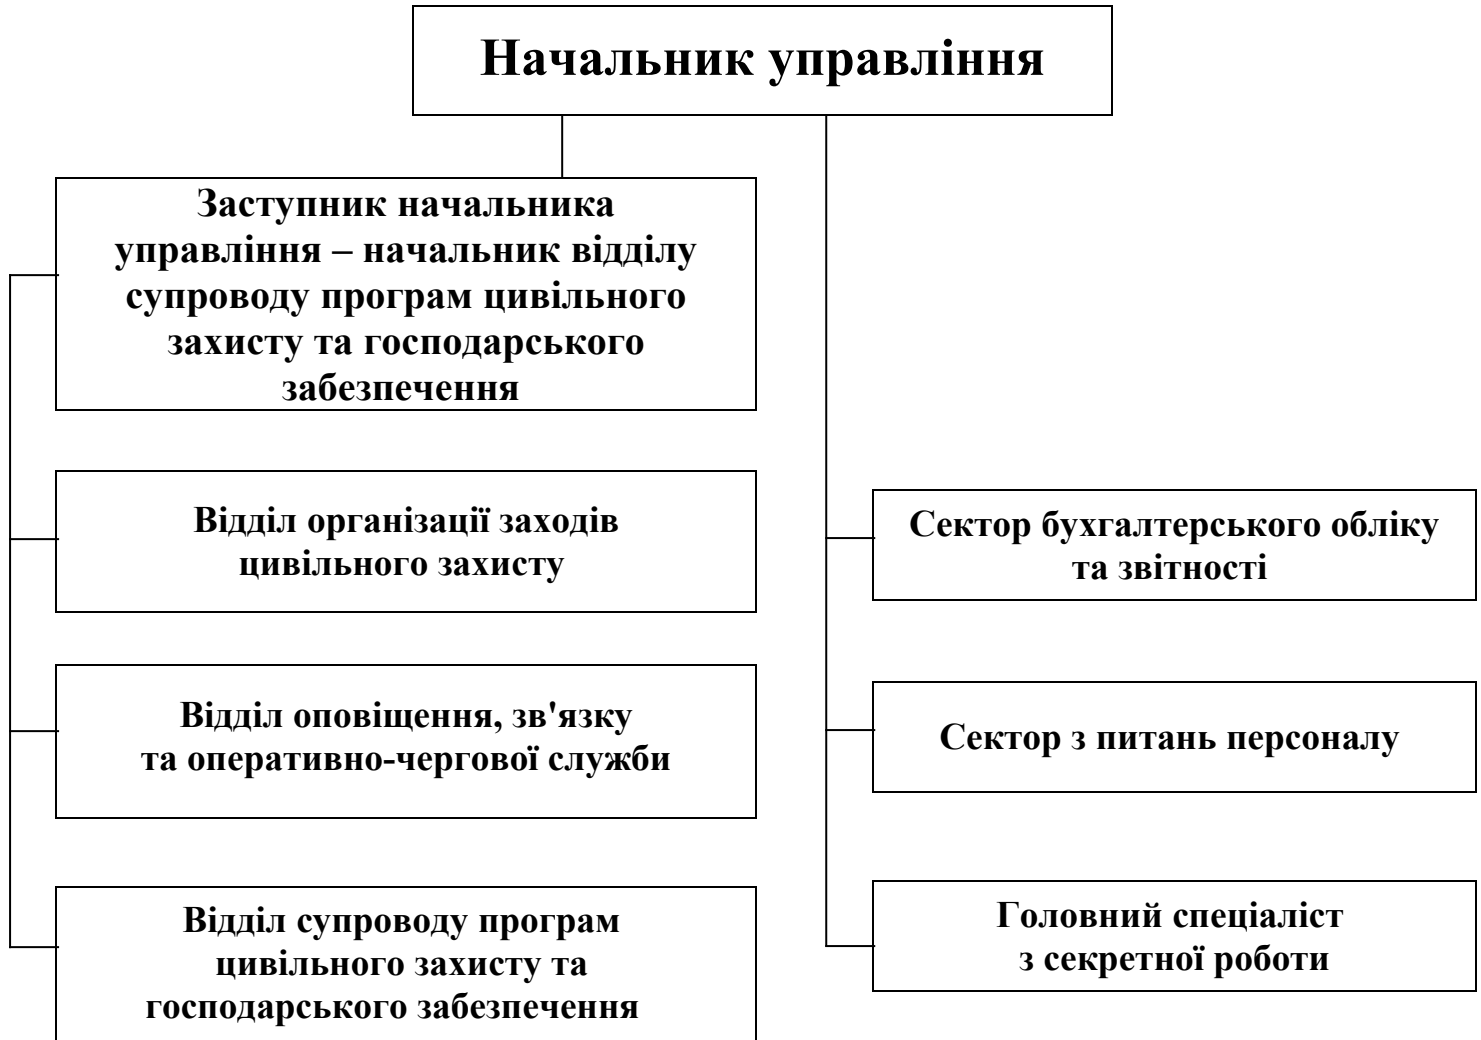 Начальник управління
Заступник начальника
управління – начальник відділу
супроводу програм цивільного
захисту та господарського
забезпечення
Відділ організації заходів
цивільного захисту
Відділ оповіщення, зв'язку
та оперативно-чергової служби
Відділ супроводу програм
цивільного захисту та
господарського забезпечення
Сектор бухгалтерського обліку
та звітності
Сектор з питань персоналу
Головний спеціаліст
з секретної роботи